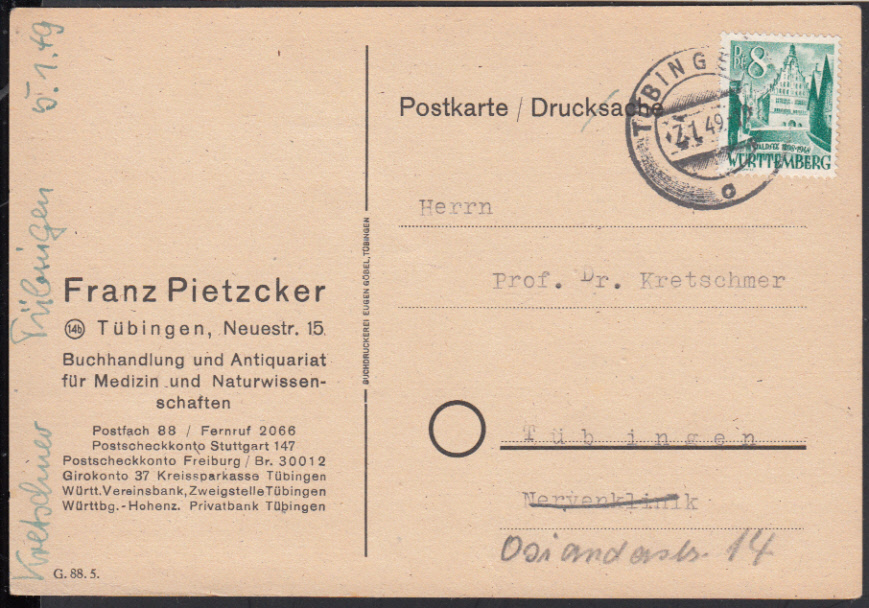 Kretschmer Tübingen 5.1.49
Franz Pietzcker
14b Tübingen, Neuestr. 15
Buchhandlung und Antiquariat
für Medizin und Naturwissen-
schaften
Postfach 88 / Fernruf 2066
Postscheckkonto Stuttgart 147
Postscheckkonto Freiburg / Br. 30012
Girokonto 37 Kreissparkasse Tübingen
Württ. Vereinsbank, Zweigstelle Tübingen
Württbg.-Hohenz. Privatbank Tübingen
G. 88. 5.
BUCHDRUCKEREI EUGEN GÖBEL, TÜBINGEN
Postkarte / Drucksache
TÜBING
7.1.49
a
8
WÜRTTEMBERG
Herrn
Prof. Dr. Kretschmer
Tübingen
Nervenklinik
Osianderstr. 14